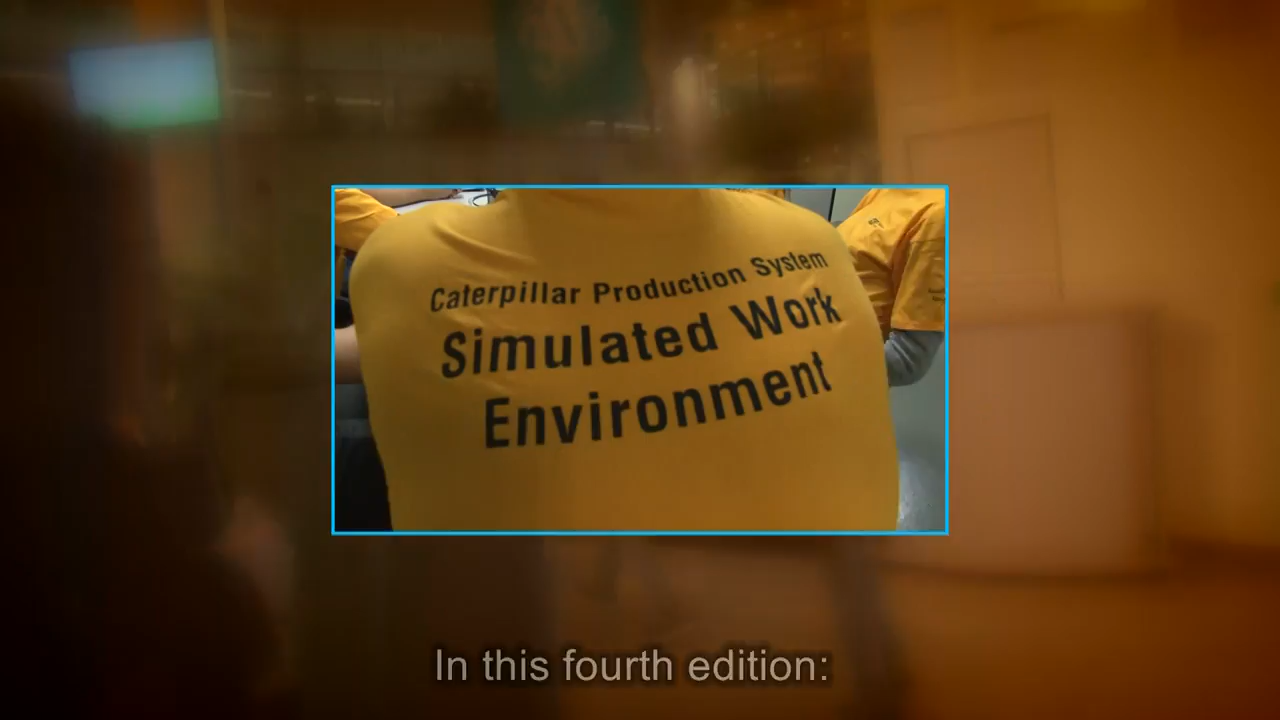 Caterpillar Production System
Simulated Work
Environment
In this fourth edition: